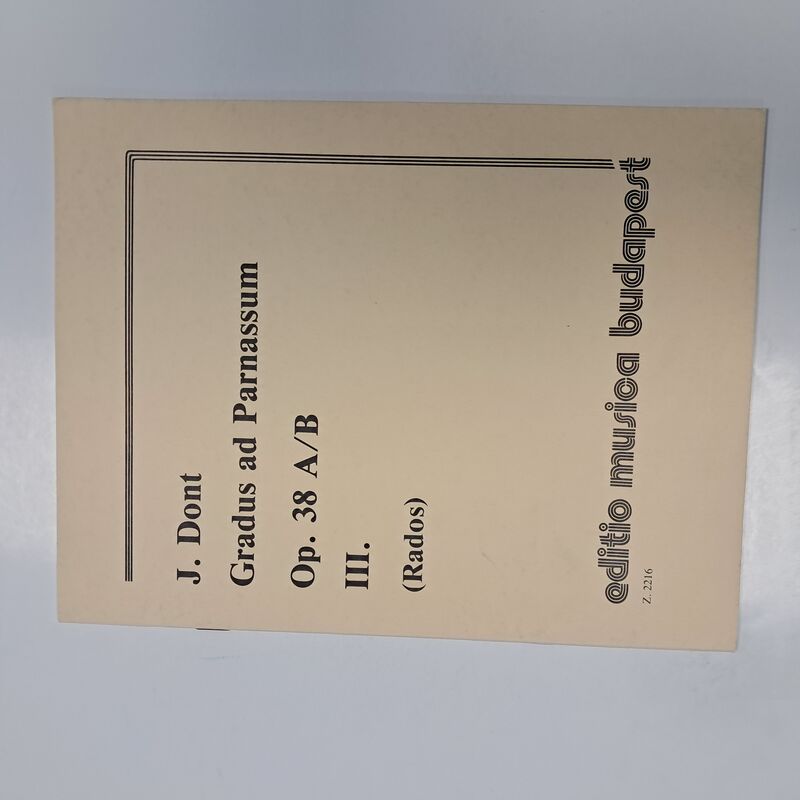 J. Dont
Gradus ad Parnassum
Op. 38 A/B
III.
(Rados)
editio musica budapest
Z. 2216